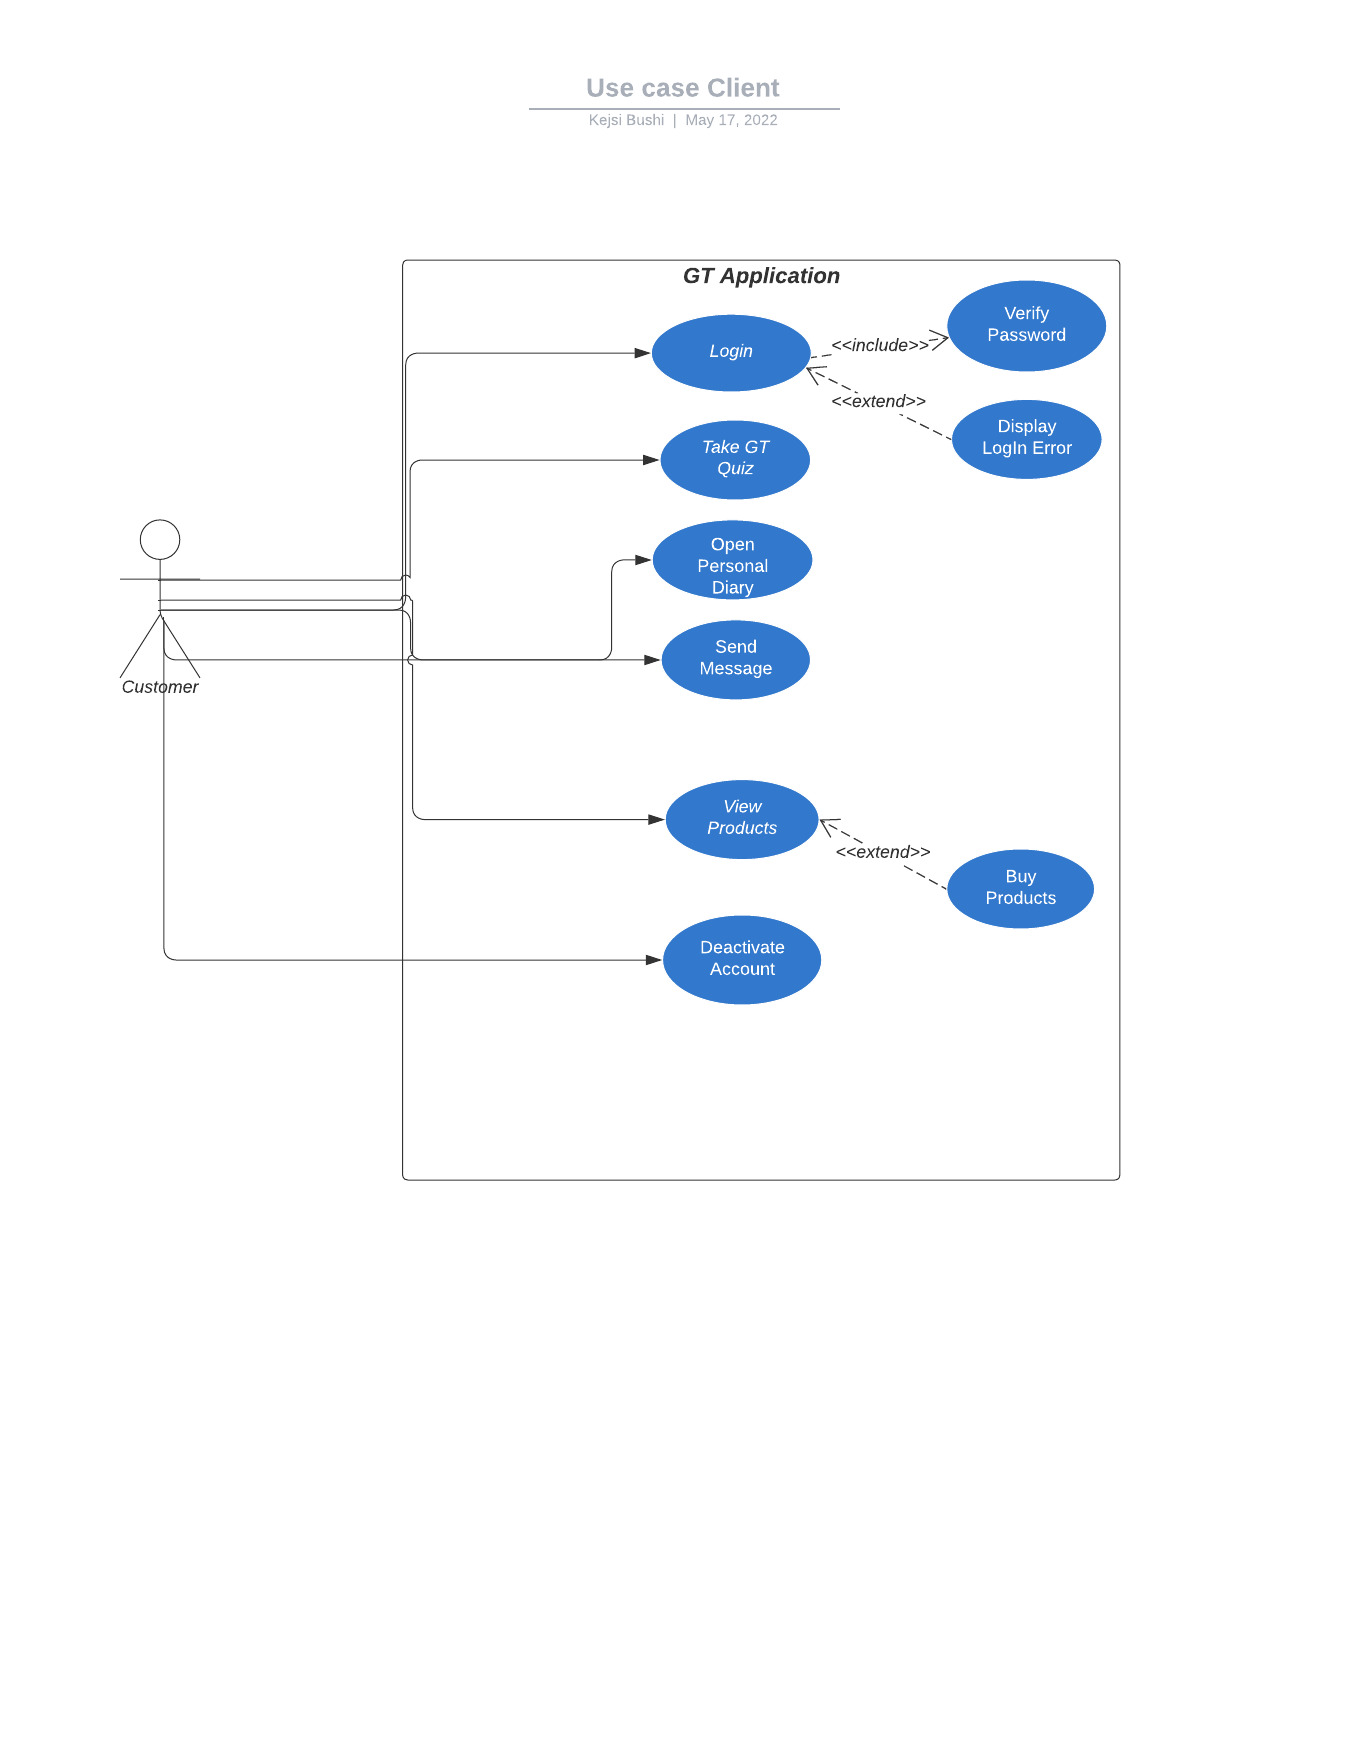 Use case Client
Kejsi Bushi | May 17, 2022
GT Application
Login
<<include>>
Verify
Password
<<extend>>
Display
LogIn Error
Take GT
Quiz
Open
Personal
Diary
Send
Message
Customer
View
Products
<<extend>>
Buy
Products
Deactivate
Account